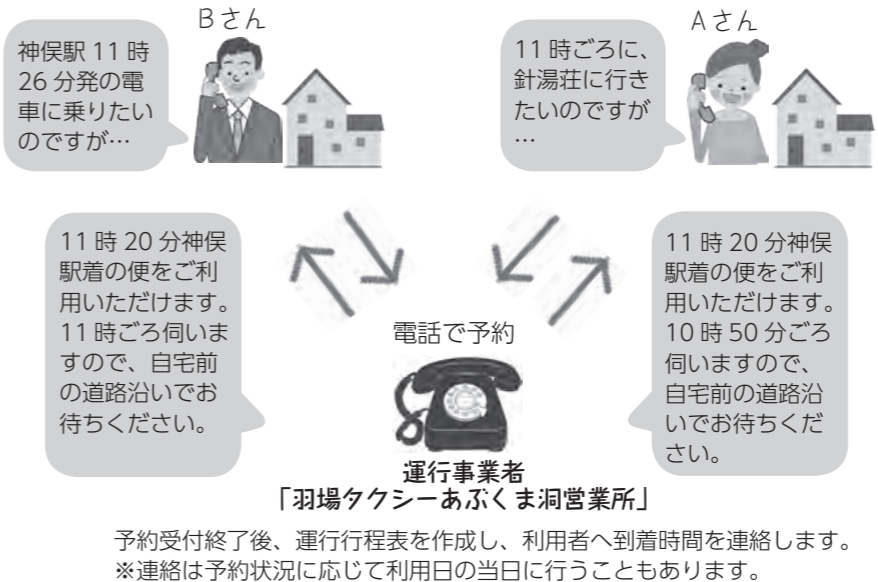 Bさん
神俣駅 11 時
26 分発の電
車に乗りたい
のですが…
Aさん
11 時ごろに、
針湯荘に行き
たいのですが
…
11 時 20 分神俣
駅着の便をご利
用いただけます。
11 時ごろ伺いま
すので、自宅前
の道路沿いでお
待ちください。
11 時 20 分神俣
駅着の便をご利
用いただけます。
10 時 50 分ごろ
伺いますので、
自宅前の道路沿
いでお待ちくだ
さい。
電話で予約
運行事業者
「羽場タクシーあぶくま洞営業所」
予約受付終了後、運行行程表を作成し、利用者へ到着時間を連絡します。
※連絡は予約状況に応じて利用日の当日に行うこともあります。